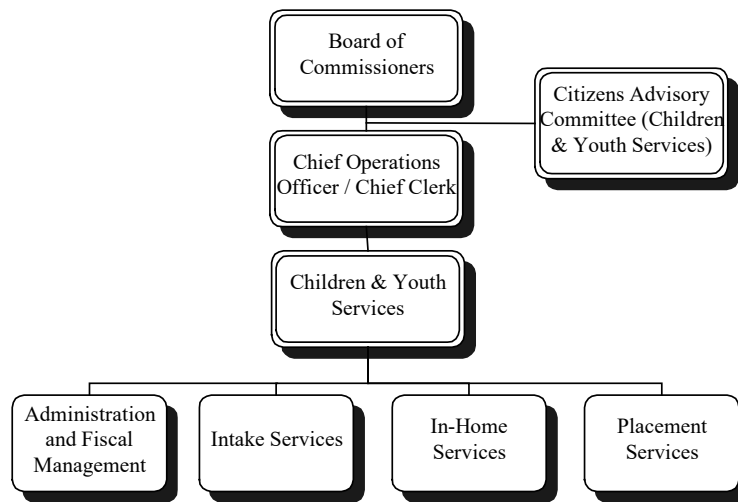 Board of
Commissioners
Citizens Advisory
Committee (Children
& Youth Services)
Chief Operations
Officer / Chief Clerk
Children & Youth
Services
Administration
and Fiscal
Management
Intake Services
In-Home
Services
Placement
Services